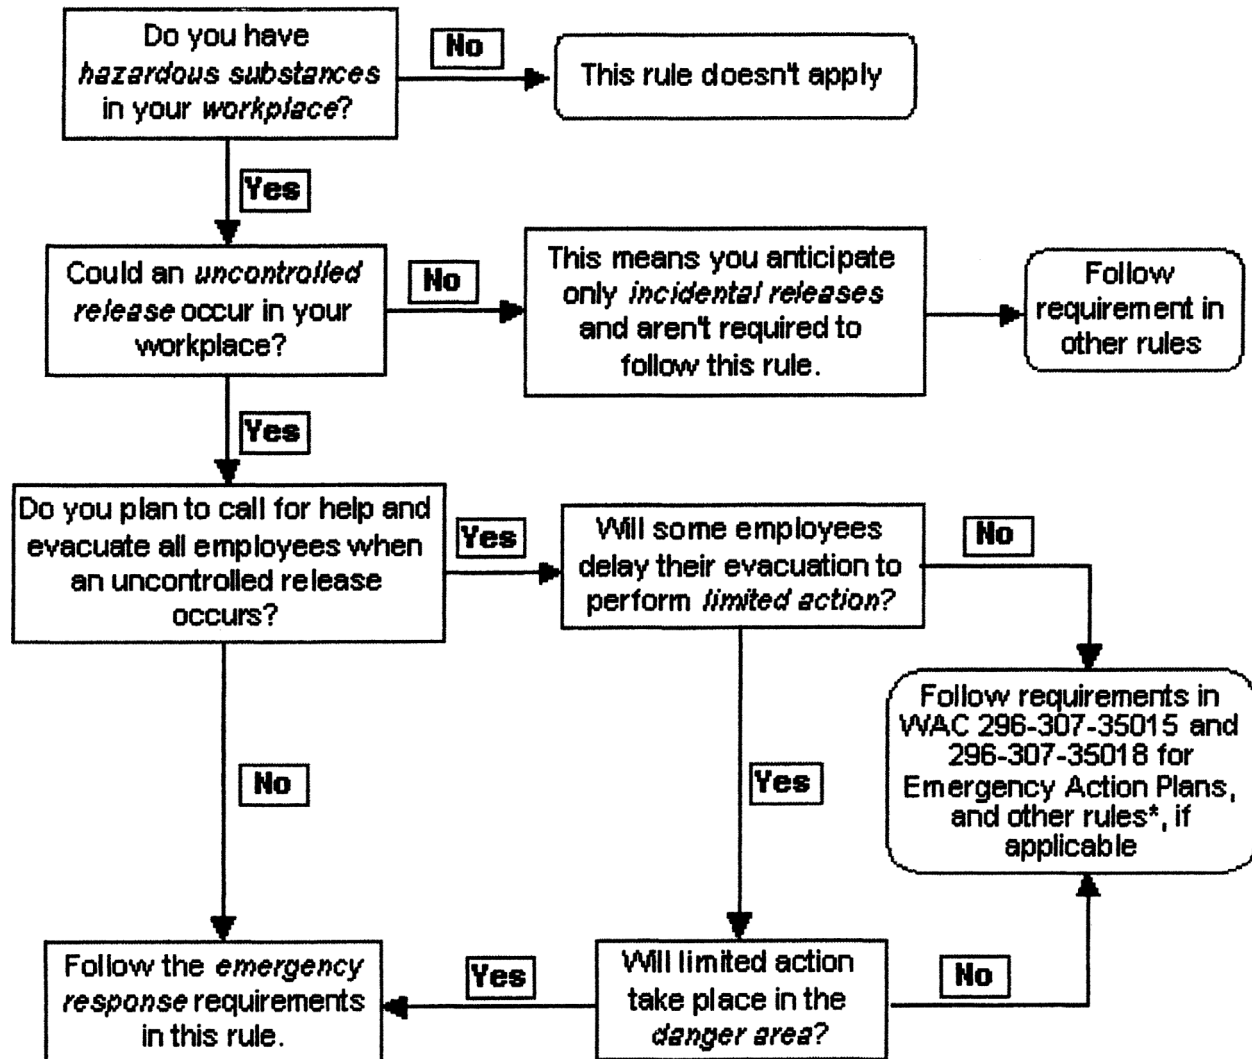 Do you have
hazardous substances
in your workplace?
No
This rule doesn't apply
Yes
Could an uncontrolled
release occur in your
workplace?
No
This means you anticipate
only incidental releases
and aren't required to
follow this rule.
Follow
requirement in
other rules
Yes
Do you plan to call for help and
evacuate all employees when
an uncontrolled release
occurs?
Yes
Will some employees
delay their evacuation to
perform limited action?
No
Follow requirements in
WAC 296-307-35015 and
296-307-35018 for
Emergency Action Plans,
and other rules*, if
applicable
No
Yes
Follow the emergency
response requirements
in this rule.
Yes
Will limited action
take place in the
danger area?
No